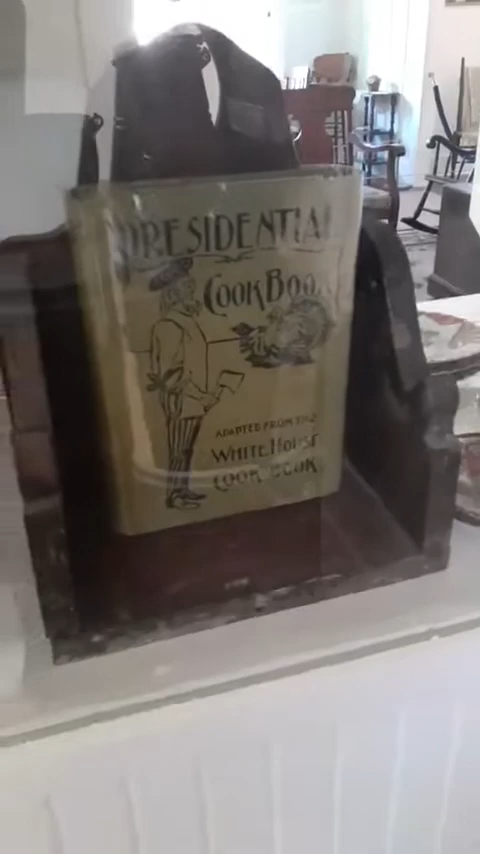 PRESIDENTIAL
COOK BOOK
ADAPTED FROM THE
WHITE HOUSE
COOK BOOK